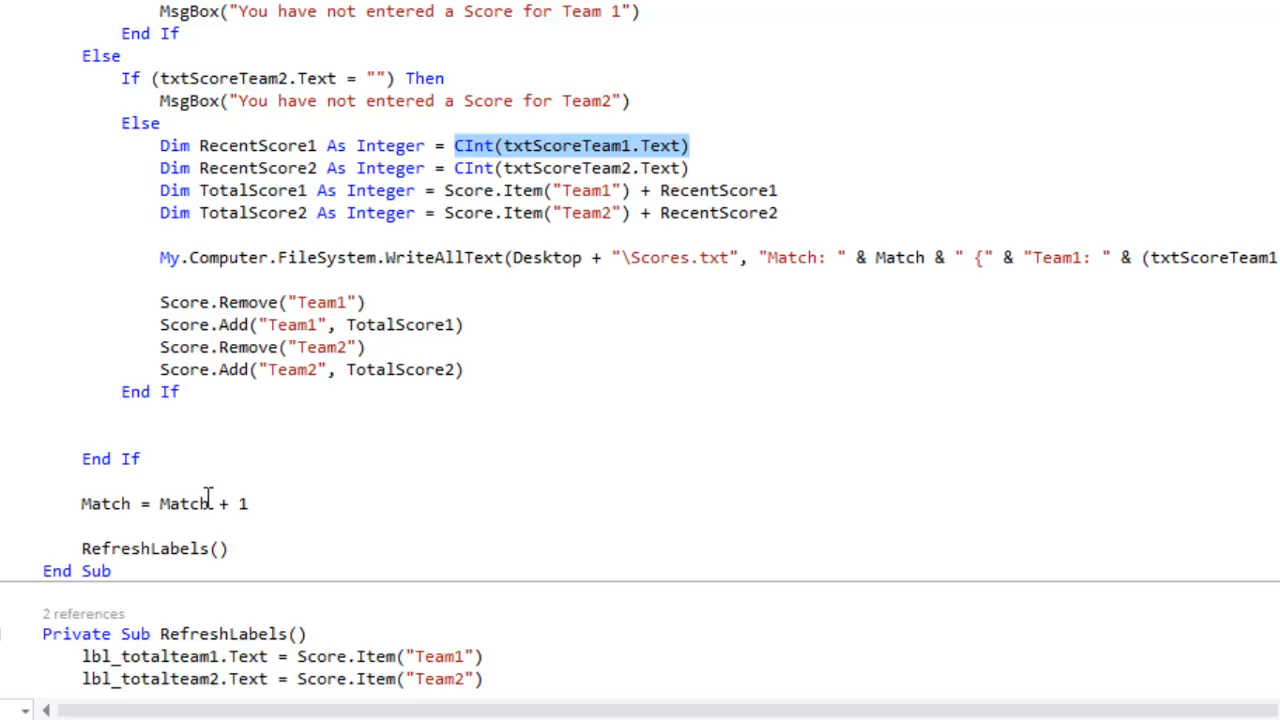 MsgBox("You have not entered a Score for Team 1")
End If
Else
If (txtScoreTeam2.Text = "") Then
MsgBox("You have not entered a Score for Team2")
Else
Dim RecentScore1 As Integer = CInt(txtScoreTeam1.Text)
Dim RecentScore2 As Integer = CInt(txtScoreTeam2.Text)
Dim TotalScore1 As Integer = Score.Item("Team1") + RecentScore1
Dim TotalScore2 As Integer = Score.Item("Team2") + RecentScore2
My.Computer.FileSystem.WriteAllText(Desktop + "\Scores.txt", "Match: " & Match & " {" & "Team1: " & (txtScoreTeam1
Score.Remove("Team1")
Score.Add("Team1", TotalScore1)
Score.Remove("Team2")
Score.Add("Team2", TotalScore2)
End If
End If
Match = Match + 1
RefreshLabels()
End Sub
2 references
Private Sub RefreshLabels()
lbl_totalteam1.Text = Score.Item("Team1")
lbl_totalteam2.Text = Score.Item("Team2")